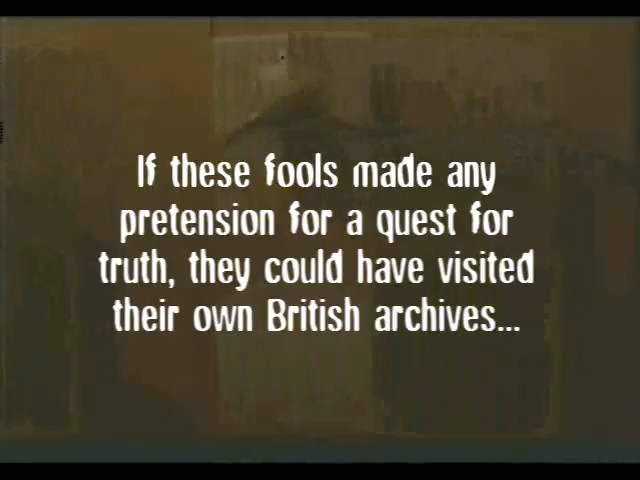 If these fools made any
pretension for a quest for
truth, they could have visited
their own British archives...